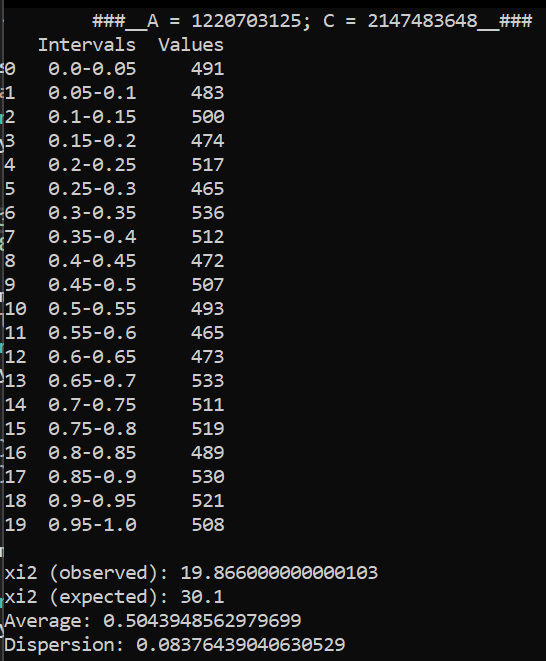 ###__A = 1220703125; C = 2147483648__###
Intervals Values
0 0.0-0.05 491
1 0.05-0.1 483
2 0.1-0.15 500
3 0.15-0.2 474
4 0.2-0.25 517
5 0.25-0.3 465
6 0.3-0.35 536
7 0.35-0.4 512
8 0.4-0.45 472
9 0.45-0.5 507
10 0.5-0.55 493
11 0.55-0.6 465
12 0.6-0.65 473
13 0.65-0.7 533
14 0.7-0.75 511
15 0.75-0.8 519
16 0.8-0.85 489
17 0.85-0.9 530
18 0.9-0.95 521
19 0.95-1.0 508
xi2 (observed): 19.866000000000103
xi2 (expected): 30.1
Average: 0.5043948562979699
Dispersion: 0.08376439040630529